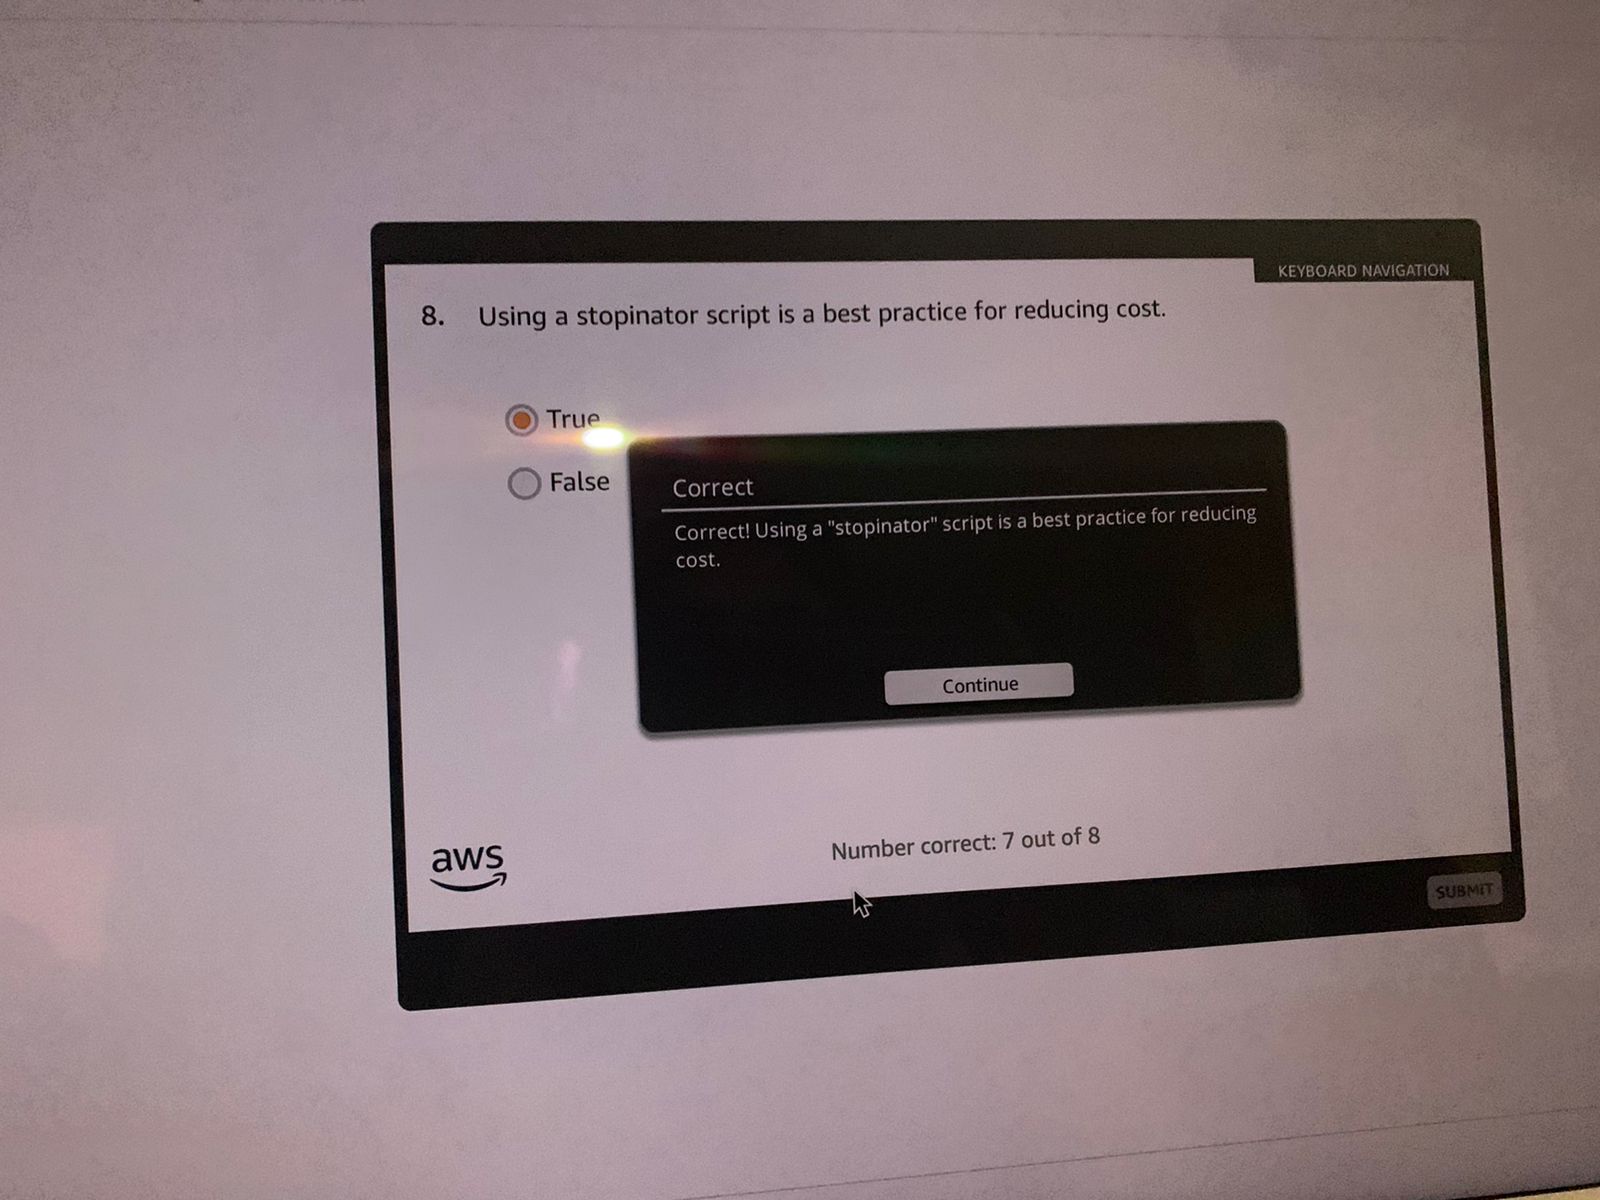 KEYBOARD NAVIGATION
8. Using a stopinator script is a best practice for reducing cost.
True
False
Correct
Correct! Using a "stopinator" script is a best practice for reducing
cost.
Continue
Number correct: 7 out of 8
aws
SUBMIT